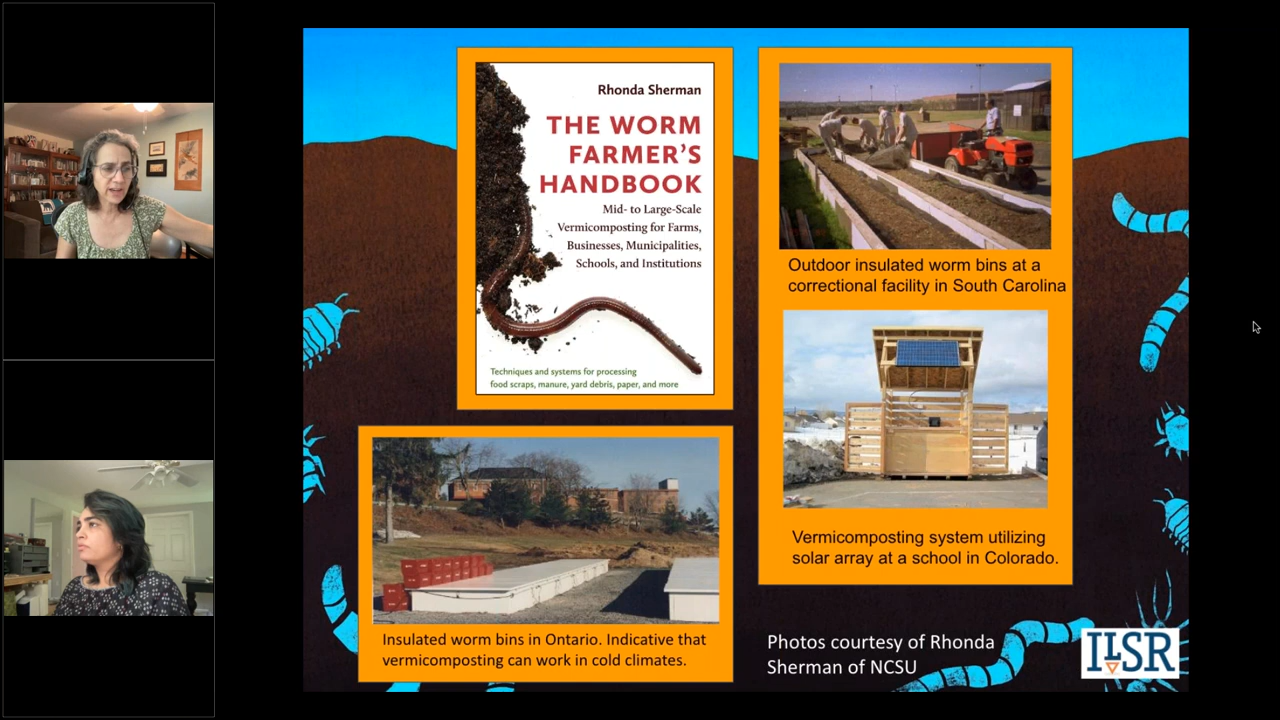 Rhonda Sherman
THE WORM
FARMER'S
HANDBOOK
Mid- to Large-Scale
Vermicomposting for Farms,
Businesses, Municipalities,
Schools, and Institutions
Techniques and systems for processing
food scraps, manure, yard debris, paper, and more
Outdoor insulated worm bins at a
correctional facility in South Carolina
Vermicomposting system utilizing
solar array at a school in Colorado.
Insulated worm bins in Ontario. Indicative that
vermicomposting can work in cold climates.
Photos courtesy of Rhonda
Sherman of NCSU
ILSR